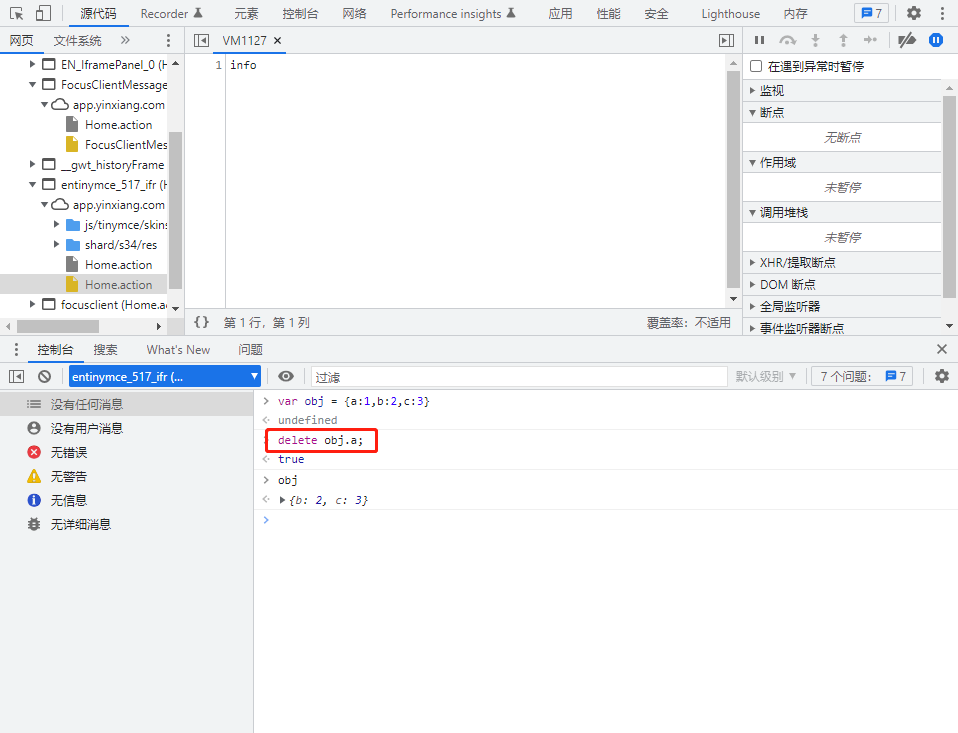 源代码 Recorder 元素 控制台 网络 Performance insights 应用 性能 安全 Lighthouse 内存 7
网页 文件系统 » VM1127 ×
EN_IframePanel_0 (H
FocusClientMessage
app.yinxiang.com
Home.action
FocusClientMes
__gwt_historyFrame
entinymce_517_ifr (H
app.yinxiang.com
js/tinymce/skins
shard/s34/res
Home.action
Home.action
focusclient (Home.a
1 info
{} 第 1 行，第 1 列 覆盖率：不适用
在遇到异常时暂停
监视
断点
无断点
作用域
未暂停
调用堆栈
未暂停
XHR/提取断点
DOM 断点
全局监听器
事件监听器断点
控制台 搜索 What's New 问题
entinymce_517_ifr (... 过滤 默认级别 7 个问题： 7
没有任何消息
没有用户消息
无错误
无警告
无信息
无详细消息
var obj = {a:1,b:2,c:3}
undefined
delete obj.a;
true
obj
{b: 2, c: 3}